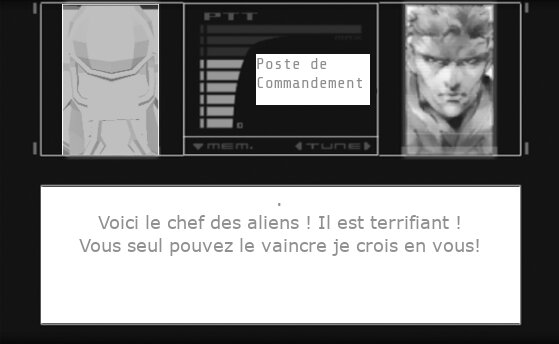 PTT
MAX
Poste de
Commandement
MEM.
TUNE
.
Voici le chef des aliens ! Il est terrifiant !
Vous seul pouvez le vaincre je crois en vous!